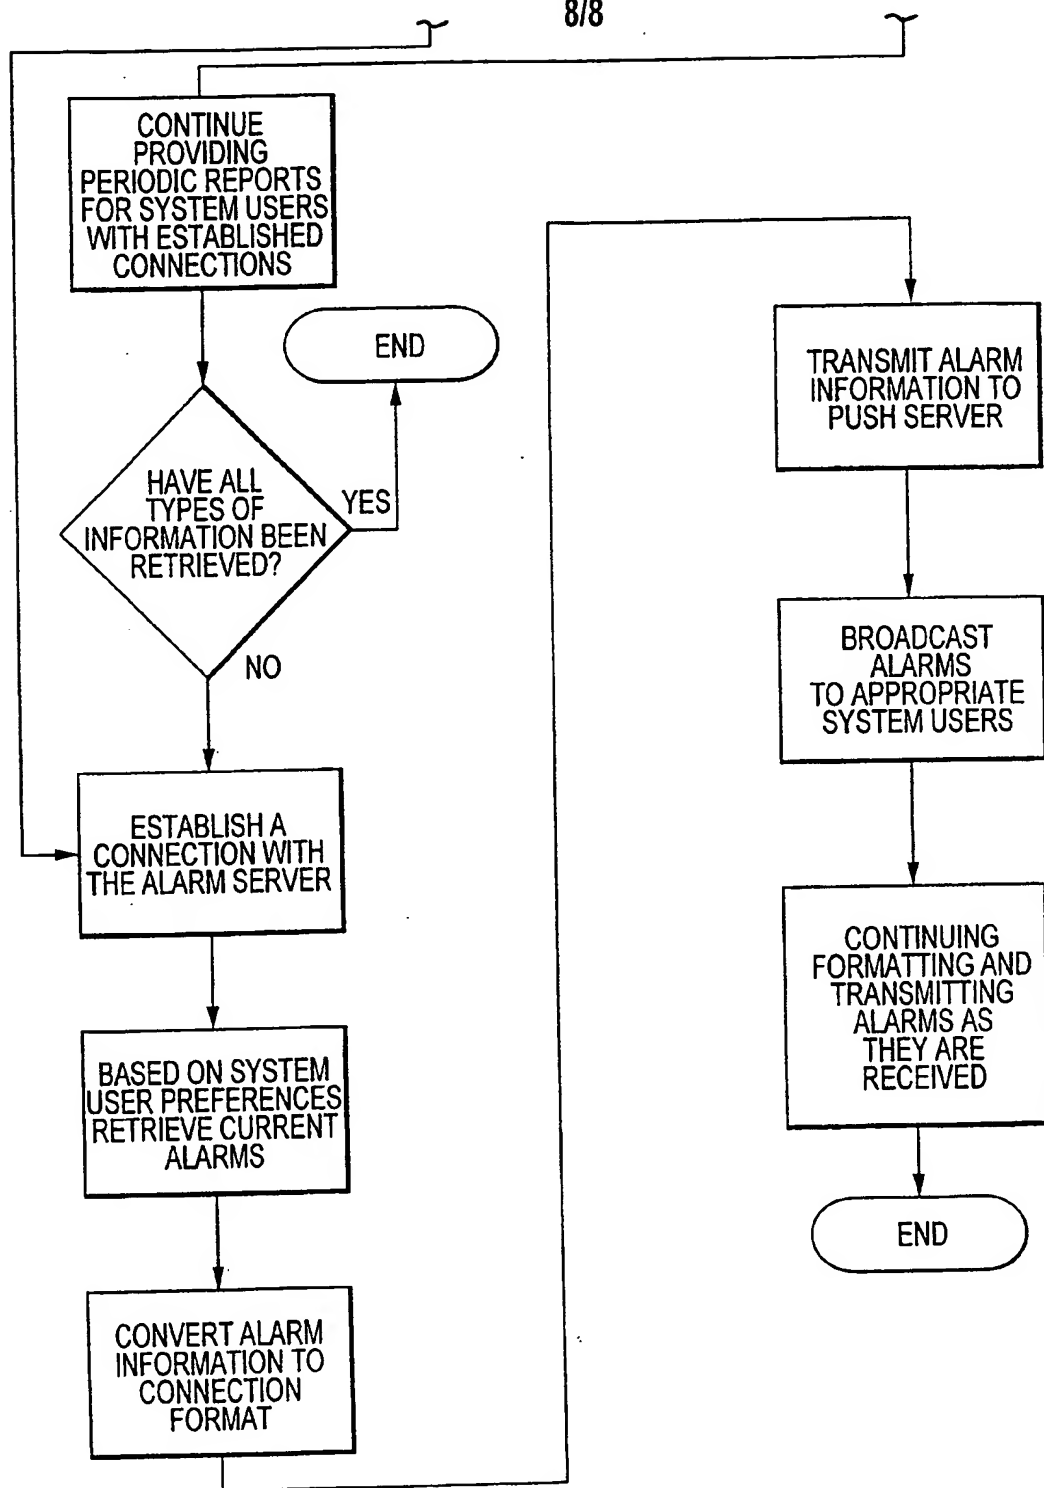 8/8
CONTINUE
PROVIDING
PERIODIC REPORTS
FOR SYSTEM USERS
WITH ESTABLISHED
CONNECTIONS
END
HAVE ALL
TYPES OF
INFORMATION BEEN
RETRIEVED?
YES
NO
ESTABLISH A
CONNECTION WITH
THE ALARM SERVER
BASED ON SYSTEM
USER PREFERENCES
RETRIEVE CURRENT
ALARMS
CONVERT ALARM
INFORMATION TO
CONNECTION
FORMAT
TRANSMIT ALARM
INFORMATION TO
PUSH SERVER
BROADCAST
ALARMS
TO APPROPRIATE
SYSTEM USERS
CONTINUING
FORMATTING AND
TRANSMITTING
ALARMS AS
THEY ARE
RECEIVED
END